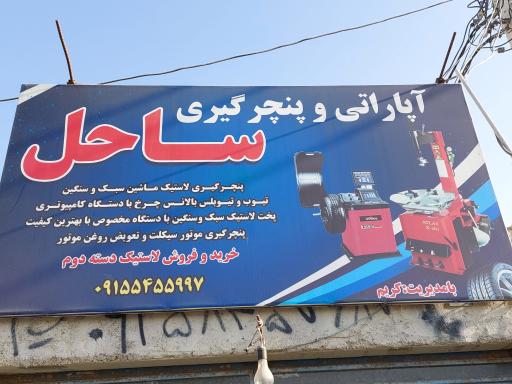 آپاراتی و پنچرگیری
ساحل
پنچرگیری لاستیک ماشین سبک و سنگین
تیوب و تیوبلس بالانس چرخ با دستگاه کامپیوتری
پخت لاستیک سبک وسنگین با دستگاه مخصوص با بهترین کیفیت
پنچرگیری موتور سیکلت و تعویض روغن موتور
خرید و فروش لاستیک دسته دوم
۰۹۱۵۵۴۵۵۹۹۷
بامدیریت:کریم